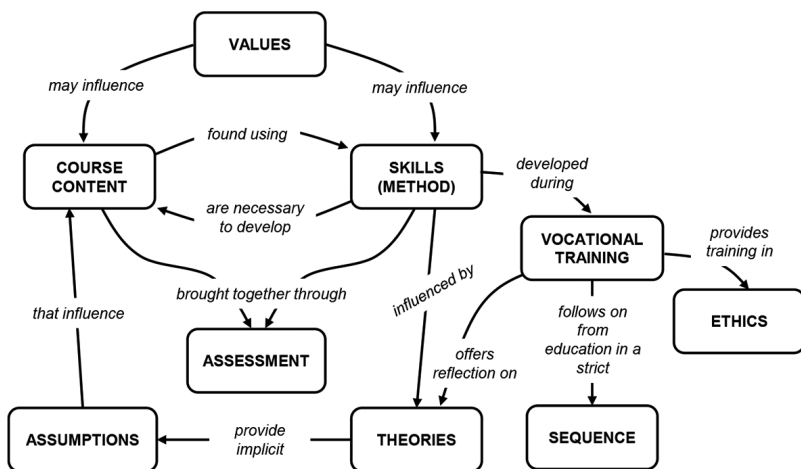 VALUES
may influence
may influence
found using
COURSE
CONTENT
SKILLS
(METHOD)
developed
during
are necessary
to develop
VOCATIONAL
TRAINING
provides
training in
brought together through
influenced by
that influence
follows on
from
education in a
strict
ETHICS
ASSESSMENT
offers
reflection on
ASSUMPTIONS
provide
implicit
THEORIES
SEQUENCE